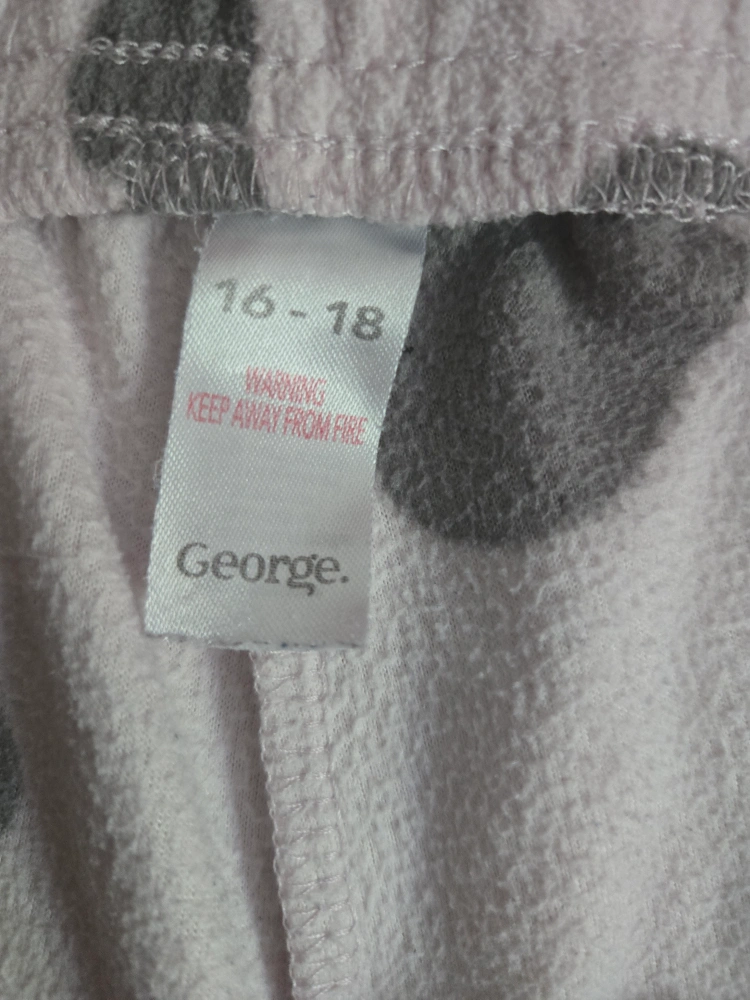 16 - 18
WARNING
KEEP AWAY FROM FIRE
George.